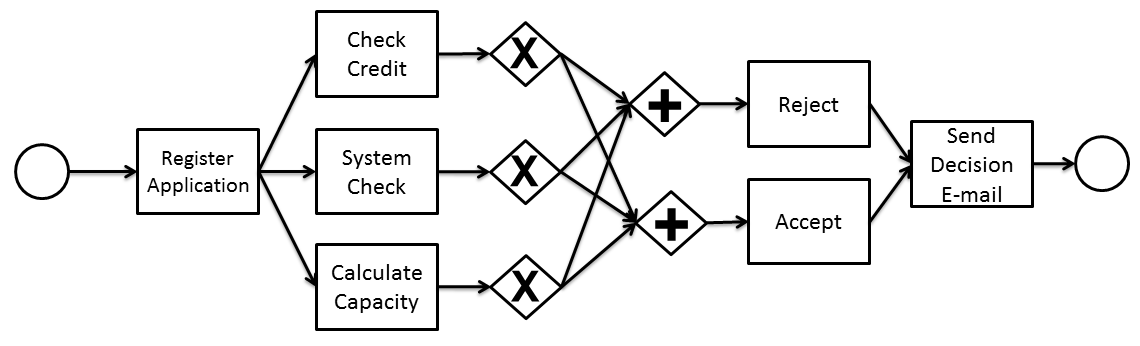 Check
Credit
X
Register
Application
System
Check
X
Calculate
Capacity
X
+
+
Reject
Accept
Send
Decision
E-mail